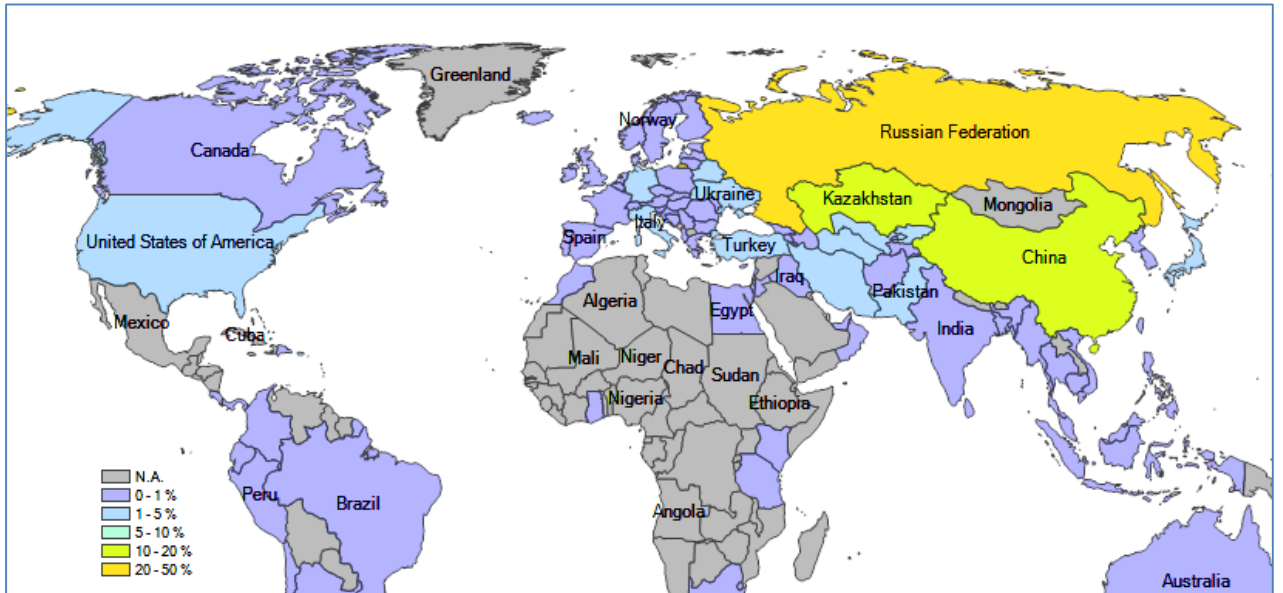 Greenland
Norway
Russian Federation
Canada
Ukraine
Kazakhstan
Mongolia
Italy
Spain
United States of America
Turkey
China
Iraq
Pakistan
Algeria
Egypt
Mexico
Cuba
India
Mali
Niger
Chad
Sudan
Nigeria
Ethiopia
N.A.
0 - 1 %
Peru
Brazil
1 - 5 %
Angola
5 - 10 %
10 - 20 %
20 - 50 %
Australia